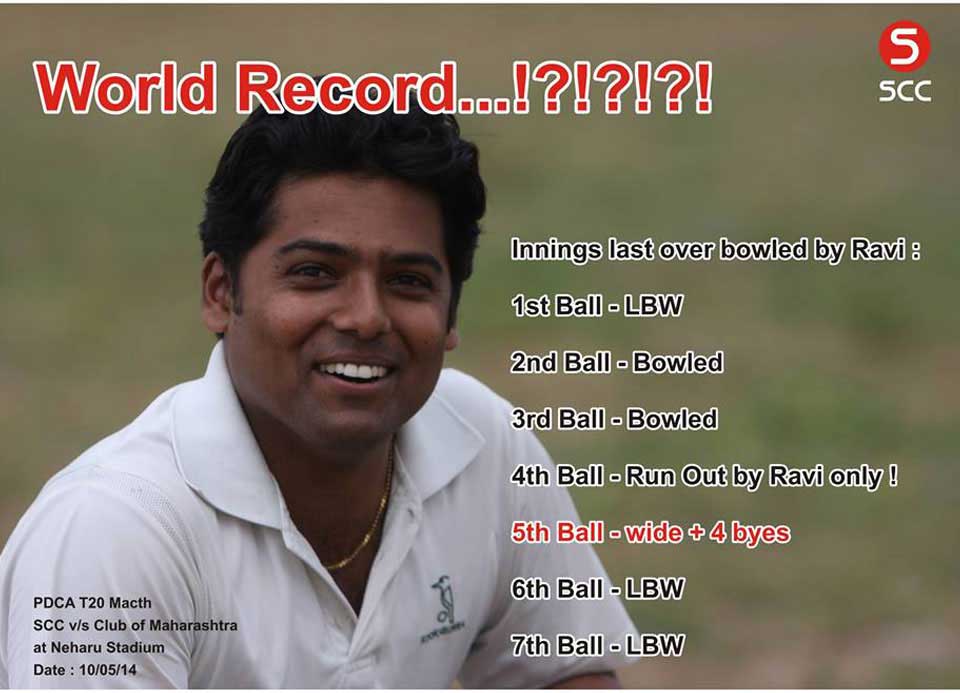 World Record...!?!?!?!
S
SCC
Innings last over bowled by Ravi :
1st Ball - LBW
2nd Ball - Bowled
3rd Ball - Bowled
4th Ball - Run Out by Ravi only !
5th Ball - wide + 4 byes
6th Ball - LBW
7th Ball - LBW
PDCA T20 Macth
SCC v/s Club of Maharashtra
at Neharu Stadium
Date : 10/05/14